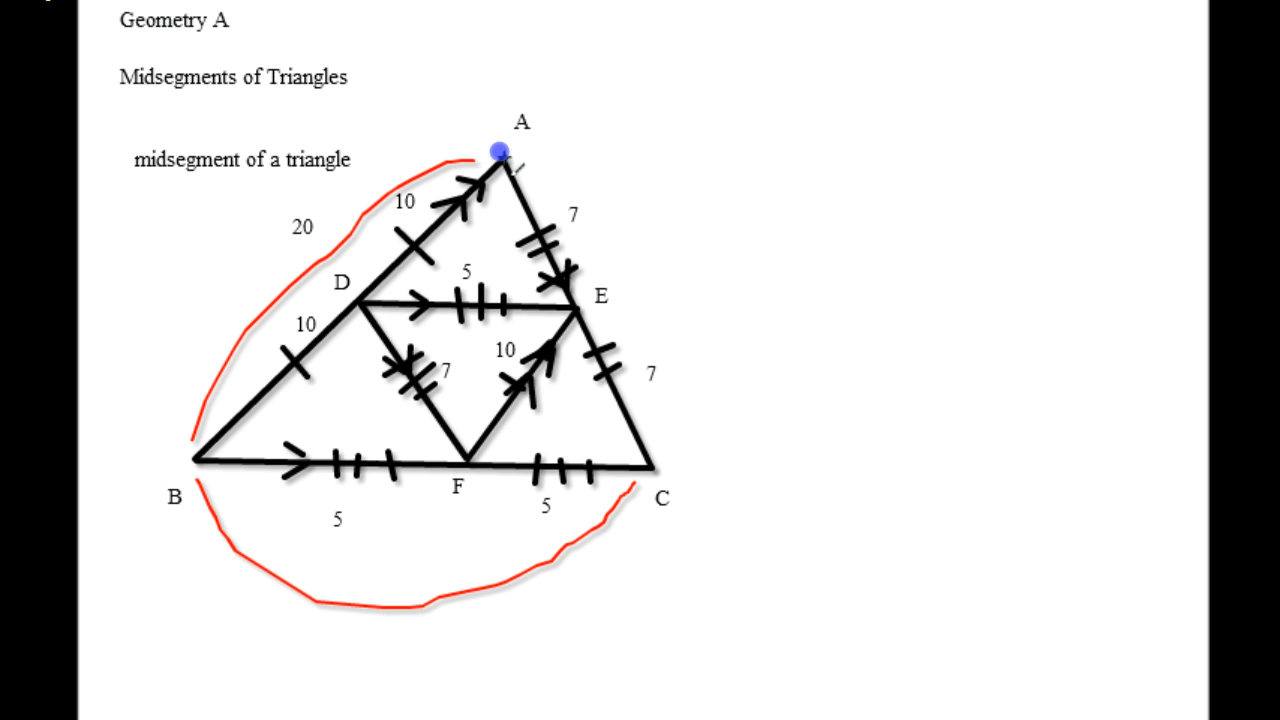 Geometry A
Midsegments of Triangles
A
midsegment of a triangle
10
7
20
5
D
E
10
10
7
7
B
F
C
5
5